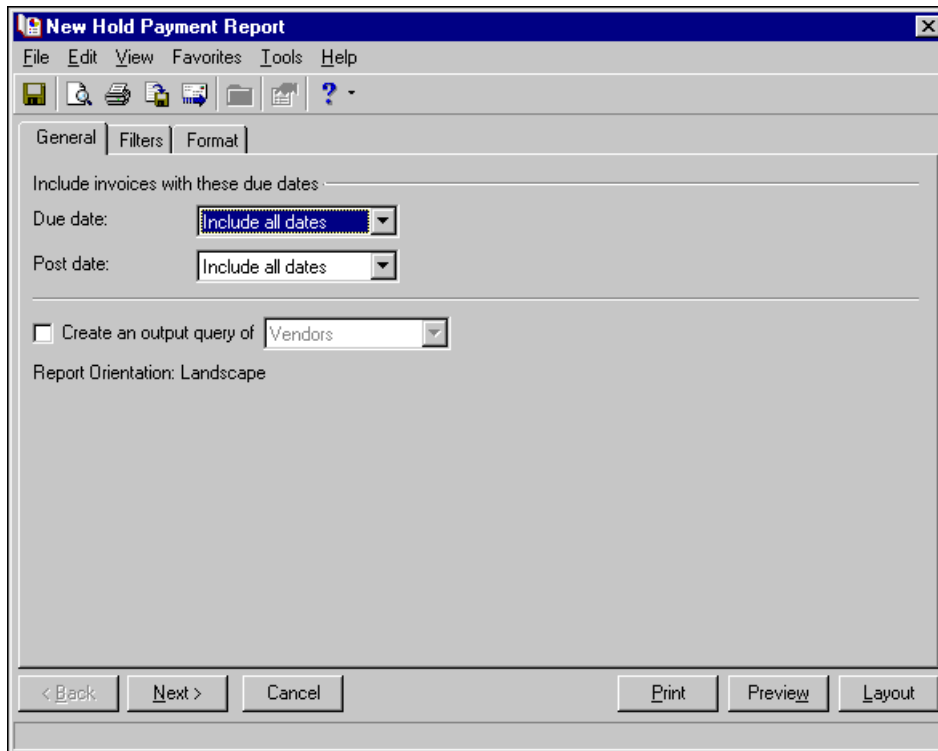 New Hold Payment Report
File Edit View Favorites Tools Help
?
General Filters Format
Include invoices with these due dates
Due date: Include all dates
Post date: Include all dates
Create an output query of Vendors
Report Orientation: Landscape
< Back Next > Cancel Print Preview Layout